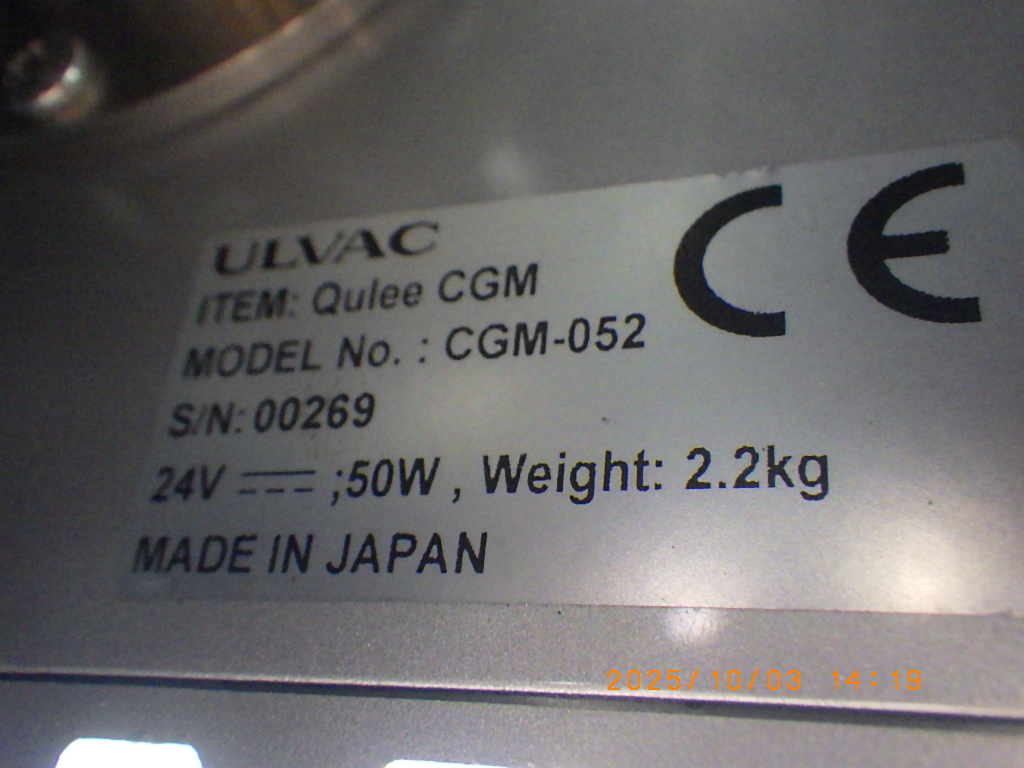 ULVAC
CE
ITEM: Qulee CGM
MODEL No. : CGM-052
S/N: 00269
24V ⎓ ;50W , Weight: 2.2kg
MADE IN JAPAN
2025/10/03 14:19